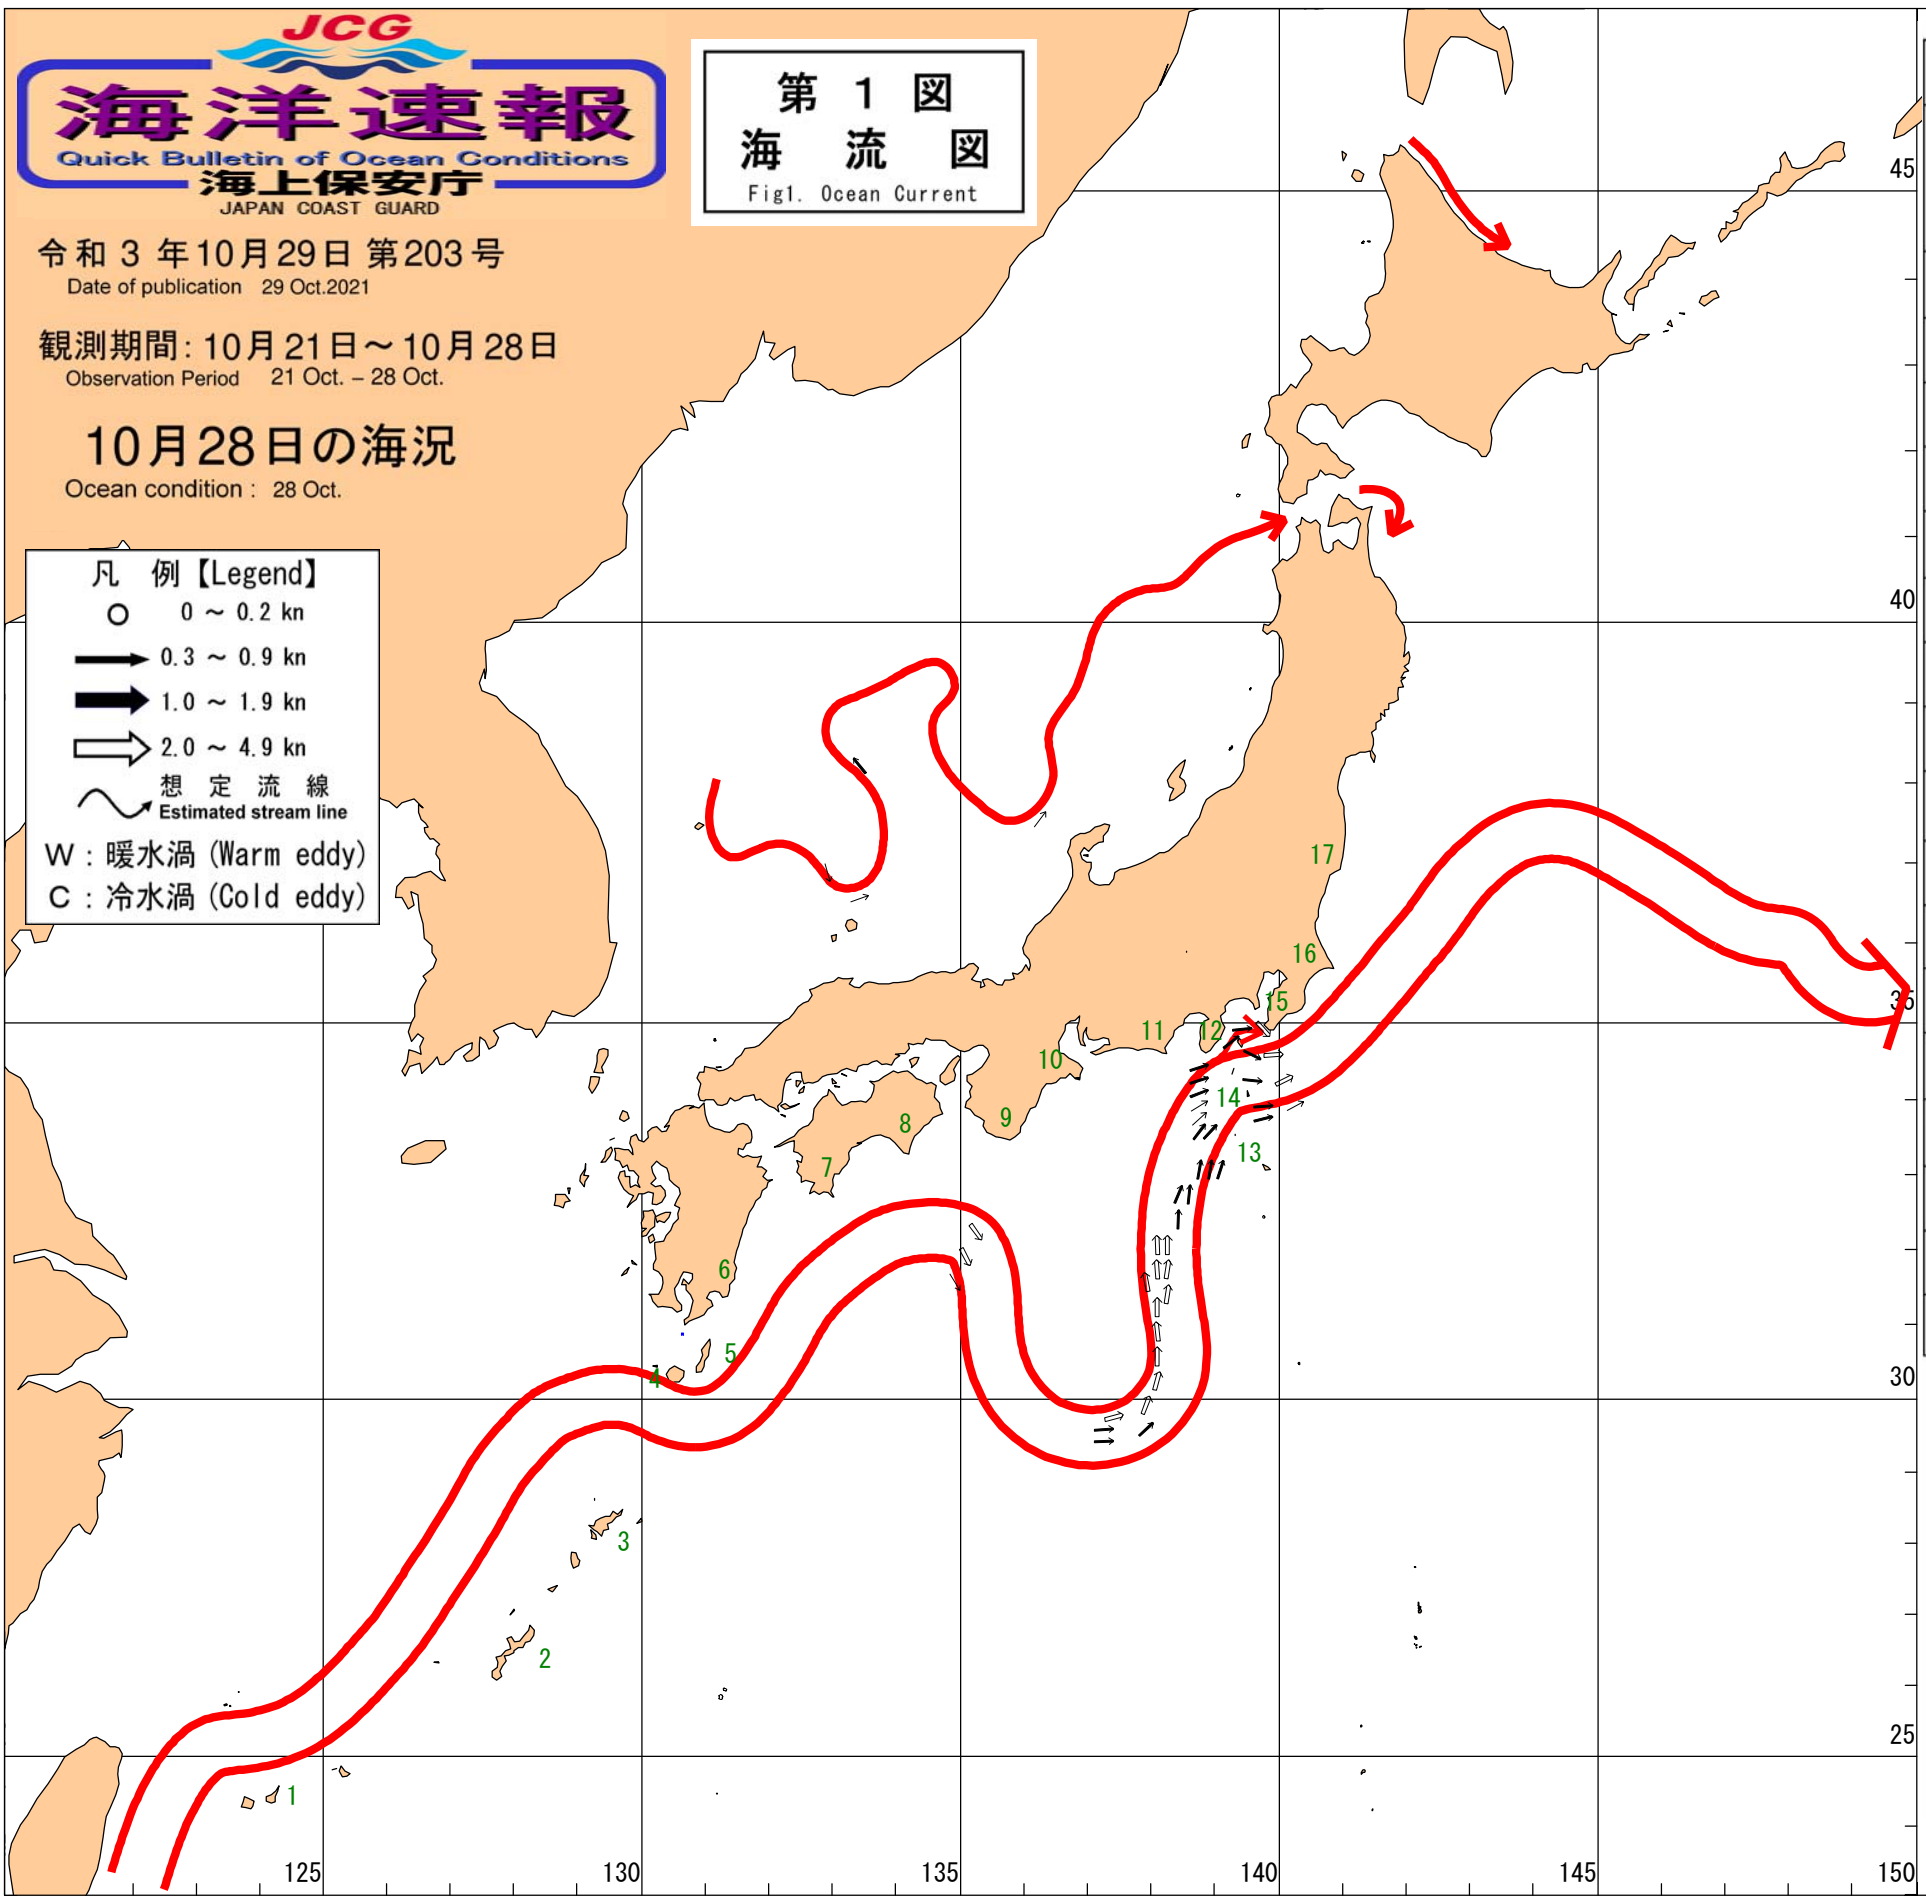 JCG
海洋速報
Quick Bulletin of Ocean Conditions
海上保安庁
JAPAN COAST GUARD
令和 3 年10月29日 第203号
Date of publication 29 Oct.2021
観測期間: 10月21日～10月28日
Observation Period 21 Oct. – 28 Oct.
10月28日の海況
Ocean condition : 28 Oct.
第 1 図
海 流 図
Fig1. Ocean Current
凡 例【Legend】
0 ～ 0.2 kn
0.3 ～ 0.9 kn
1.0 ～ 1.9 kn
2.0 ～ 4.9 kn
想 定 流 線
Estimated stream line
W : 暖水渦 (Warm eddy)
C : 冷水渦 (Cold eddy)
45
40
35
30
25
17
16
15
12
11
10
14
9
8
13
7
6
5
4
3
2
1
125
130
135
140
145
150